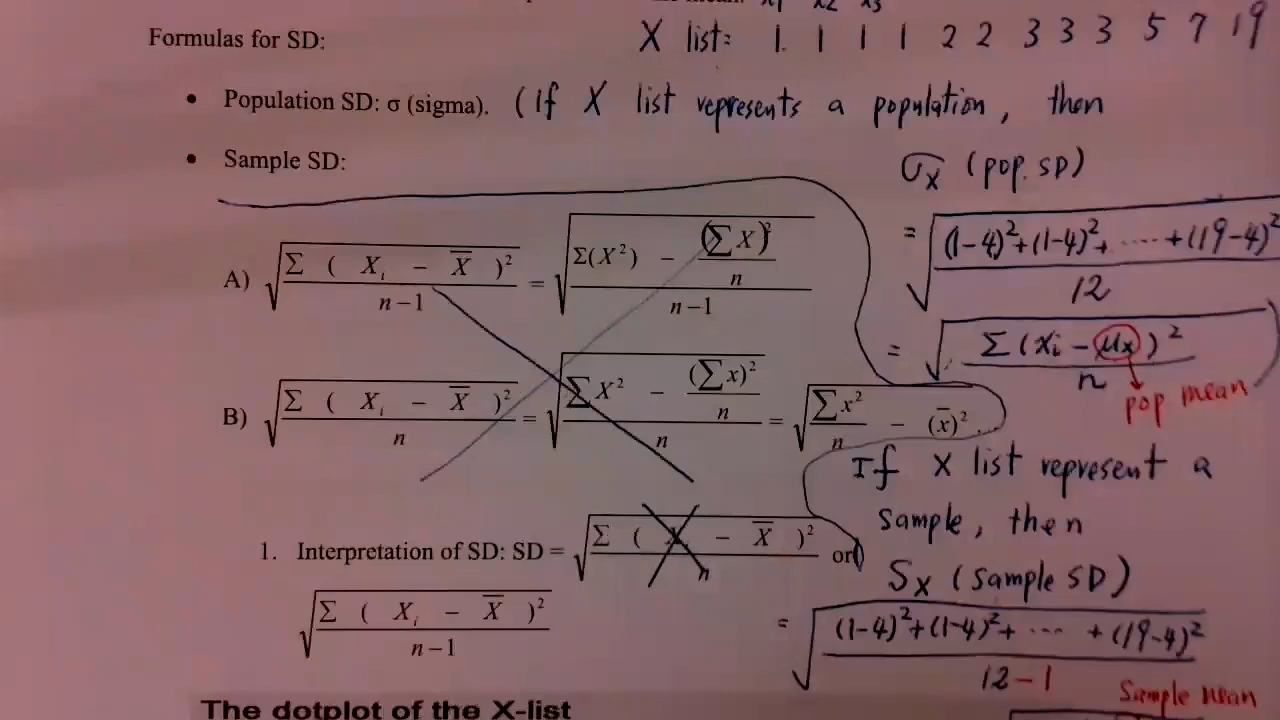 x1 x2 x3
Formulas for SD:
X list: 1 1 1 1 2 2 3 3 3 5 7 19
• Population SD: σ (sigma). (If X list represents a population, then
• Sample SD:
σx (pop. SD)
= √((1-4)²+(1-4)²+ ····· +(19-4)² / 12)
A) √(Σ ( Xi − X̅ )² / n−1) = √((Σ(X²) − (ΣX)² / n) / n−1)
= √(Σ(xi - μx)² / n)
pop mean
B) √(Σ ( Xi − X̅ )² / n) = √((ΣX² − (Σx)² / n) / n) = √(Σx² / n − (x̅)²)
If X list represent a
sample, then
1. Interpretation of SD: SD = √(Σ ( − X̅ )² / n) or
Sx (sample SD)
√(Σ ( Xi − X̅ )² / n−1)
= √((1-4)²+(1-4)²+ ···· +(19-4)² / 12-1)
Sample mean
The dotplot of the X-list